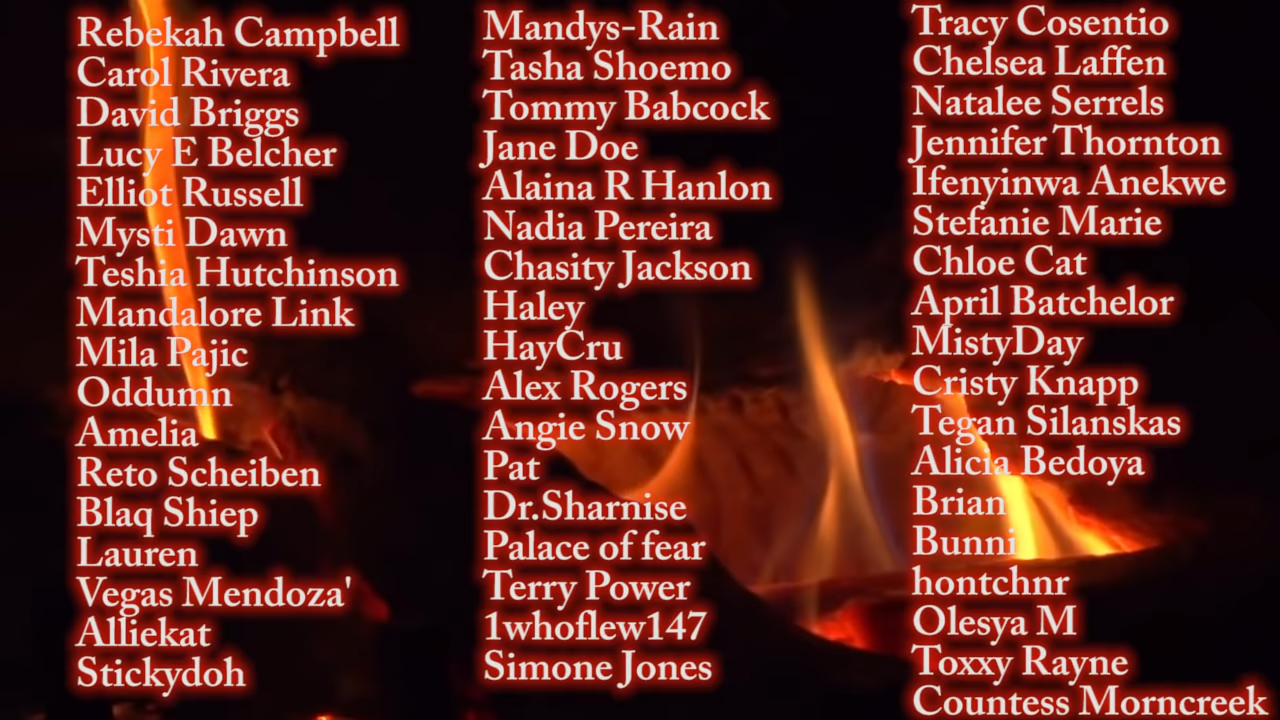 Rebekah Campbell
Carol Rivera
David Briggs
Lucy E Belcher
Elliot Russell
Mysti Dawn
Teshia Hutchinson
Mandalore Link
Mila Pajic
Oddumn
Amelia
Reto Scheiben
Blaq Shiep
Lauren
Vegas Mendoza'
Alliekat
Stickydoh
Mandys-Rain
Tasha Shoemo
Tommy Babcock
Jane Doe
Alaina R Hanlon
Nadia Pereira
Chasity Jackson
Haley
HayCru
Alex Rogers
Angie Snow
Pat
Dr.Sharnise
Palace of fear
Terry Power
1whoflew147
Simone Jones
Tracy Cosentio
Chelsea Laffen
Natalee Serrels
Jennifer Thornton
Ifenyinwa Anekwe
Stefanie Marie
Chloe Cat
April Batchelor
MistyDay
Cristy Knapp
Tegan Silanskas
Alicia Bedoya
Brian
Bunni
hontchnr
Olesya M
Toxxy Rayne
Countess Morncreek